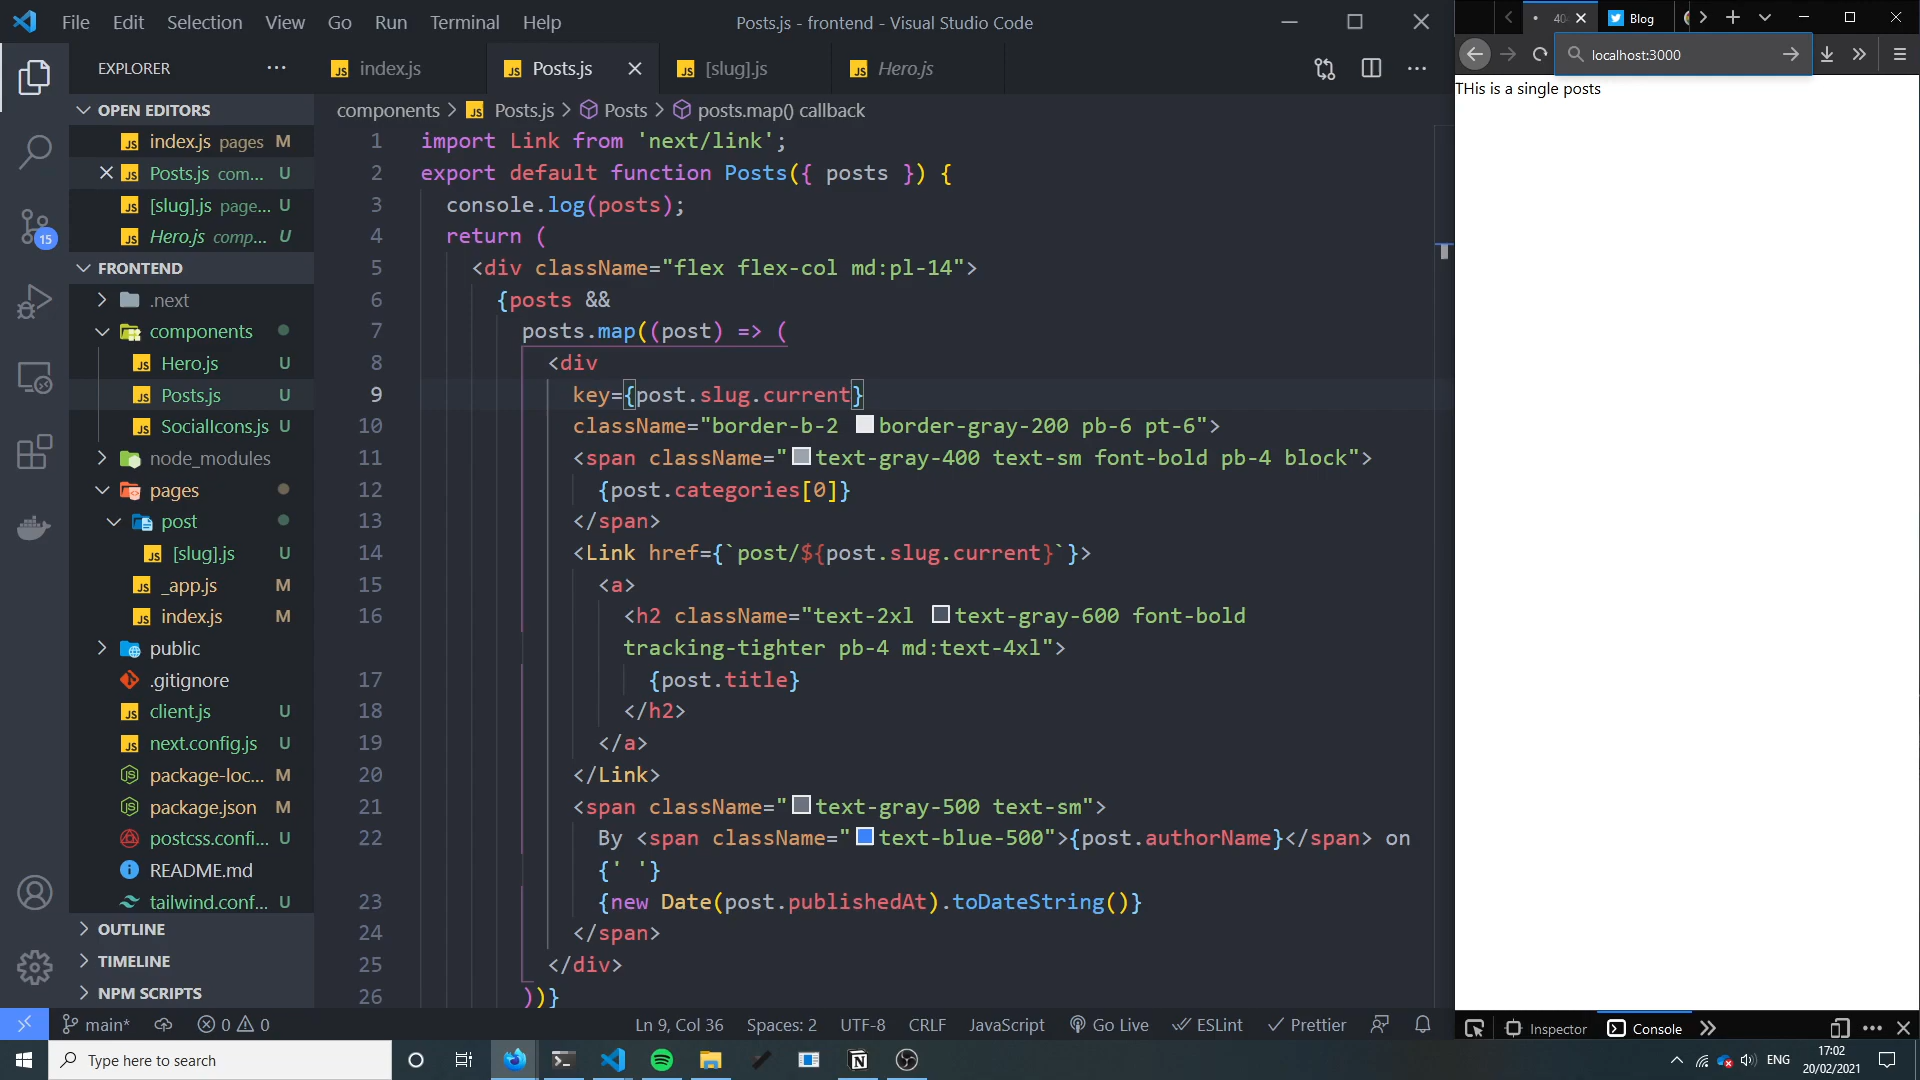 File Edit Selection View Go Run Terminal Help
Posts.js - frontend - Visual Studio Code
EXPLORER
OPEN EDITORS
index.js pages M
Posts.js com... U
[slug].js page... U
Hero.js comp... U
FRONTEND
.next
components
Hero.js U
Posts.js U
SocialIcons.js U
node_modules
pages
post
[slug].js U
_app.js M
index.js M
public
.gitignore
client.js U
next.config.js U
package-loc... M
package.json M
postcss.confi... U
README.md
tailwind.conf... U
OUTLINE
TIMELINE
NPM SCRIPTS
15
index.js Posts.js [slug].js Hero.js
components > Posts.js > Posts > posts.map() callback
1 import Link from 'next/link';
2 export default function Posts({ posts }) {
3 console.log(posts);
4 return (
5 <div className="flex flex-col md:pl-14">
6 {posts &&
7 posts.map((post) => (
8 <div
9 key={post.slug.current}
10 className="border-b-2 border-gray-200 pb-6 pt-6">
11 <span className="text-gray-400 text-sm font-bold pb-4 block">
12 {post.categories[0]}
13 </span>
14 <Link href={`post/${post.slug.current}`}>
15 <a>
16 <h2 className="text-2xl text-gray-600 font-bold
tracking-tighter pb-4 md:text-4xl">
17 {post.title}
18 </h2>
19 </a>
20 </Link>
21 <span className="text-gray-500 text-sm">
22 By <span className="text-blue-500">{post.authorName}</span> on
{' '}
23 {new Date(post.publishedAt).toDateString()}
24 </span>
25 </div>
26 ))}
main* 0 0
Ln 9, Col 36 Spaces: 2 UTF-8 CRLF JavaScript Go Live ESLint Prettier
40 Blog
localhost:3000
THis is a single posts
Inspector Console
Type here to search
ENG
17:02
20/02/2021